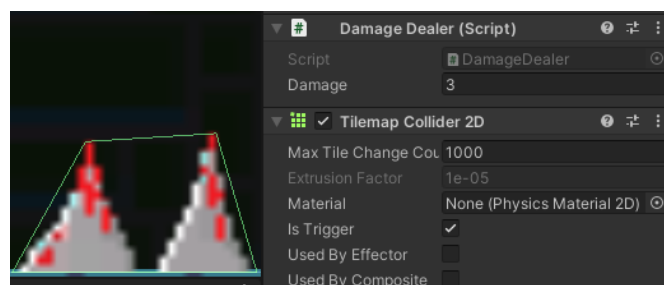 Damage Dealer (Script)
Script DamageDealer
Damage 3
Tilemap Collider 2D
Max Tile Change Cou 1000
Extrusion Factor 1e-05
Material None (Physics Material 2D)
Is Trigger
Used By Effector
Used By Composite